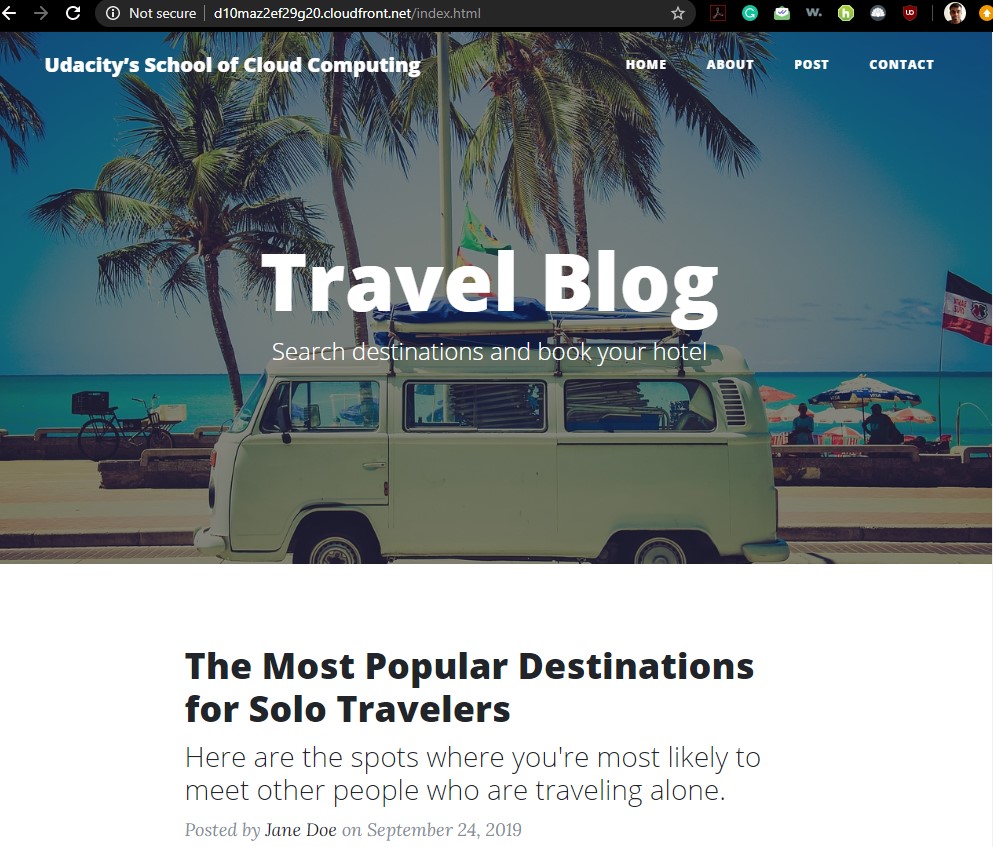 Not secure d10maz2ef29g20.cloudfront.net/index.html
Udacity’s School of Cloud Computing
HOME ABOUT POST CONTACT
Travel Blog
Search destinations and book your hotel
VISA
The Most Popular Destinations
for Solo Travelers
Here are the spots where you're most likely to
meet other people who are traveling alone.
Posted by Jane Doe on September 24, 2019